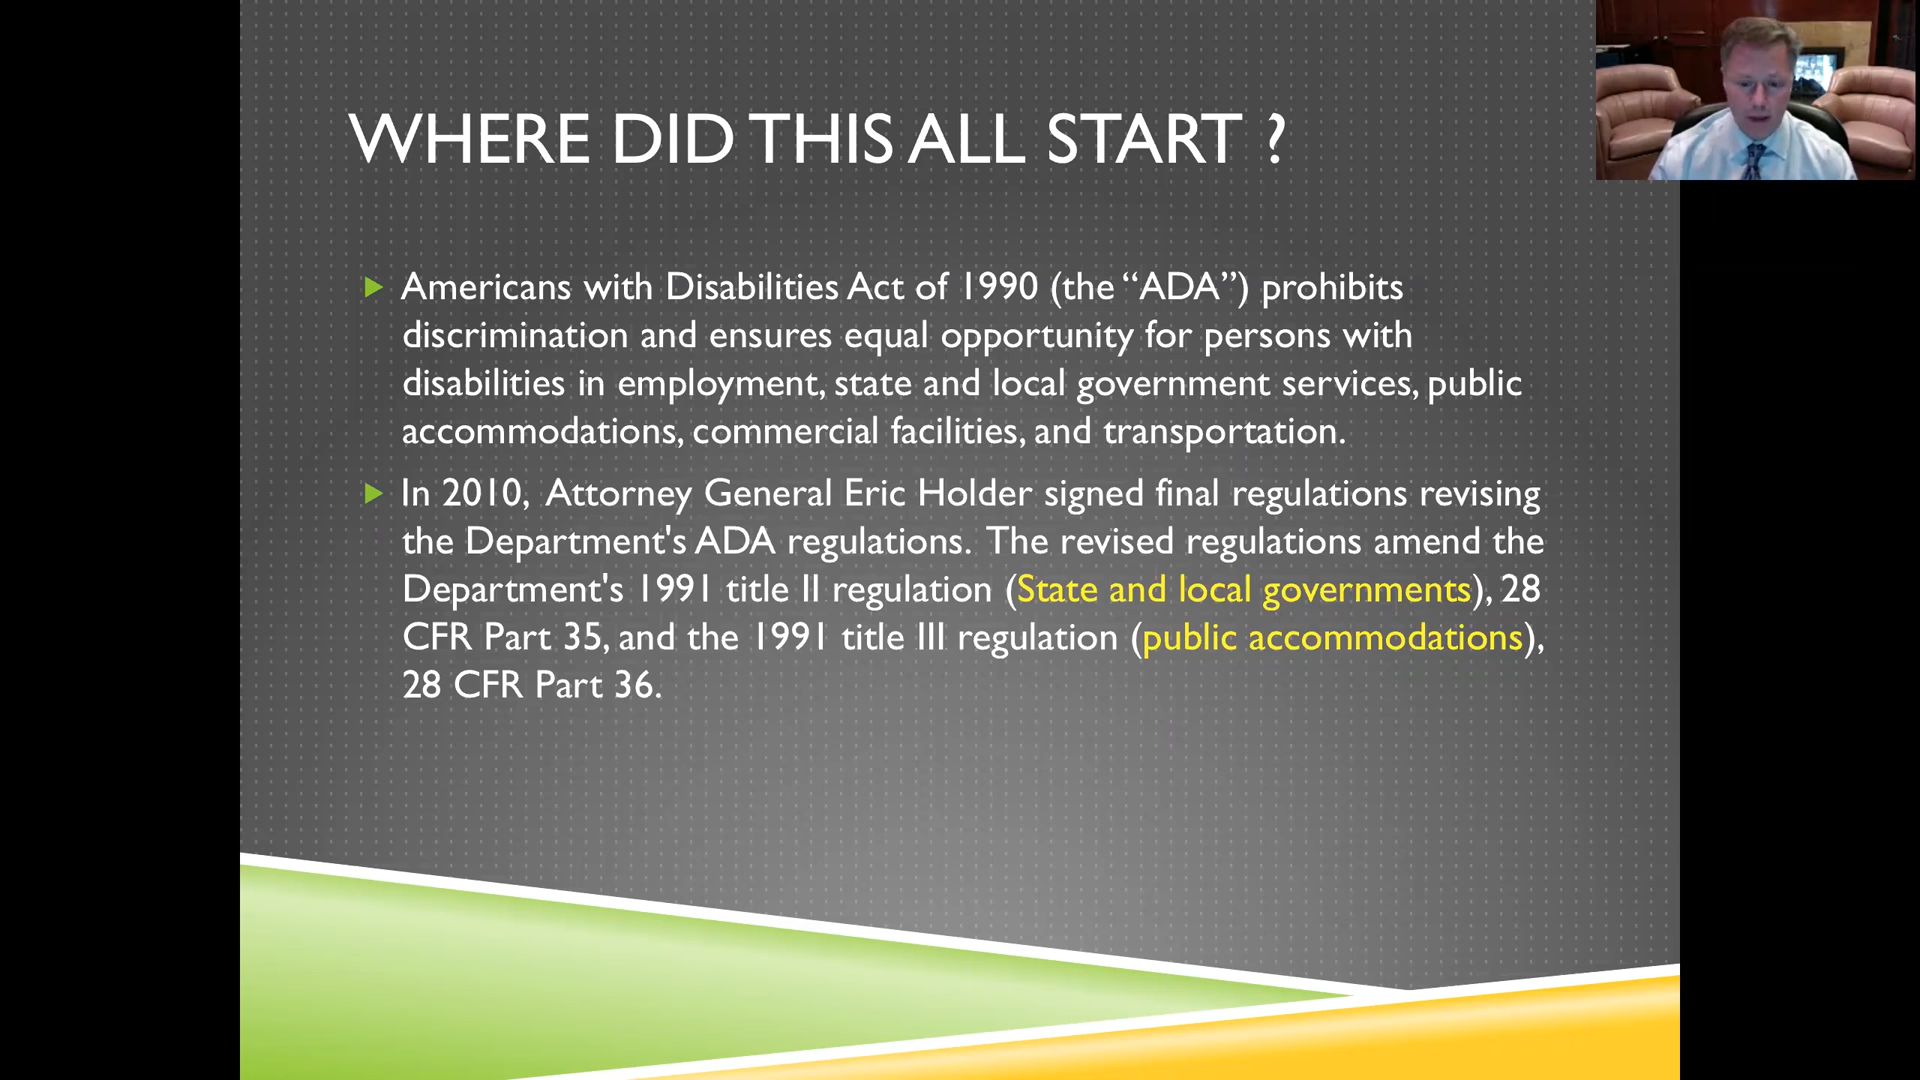 WHERE DID THIS ALL START ?
Americans with Disabilities Act of 1990 (the “ADA”) prohibits
discrimination and ensures equal opportunity for persons with
disabilities in employment, state and local government services, public
accommodations, commercial facilities, and transportation.
In 2010, Attorney General Eric Holder signed final regulations revising
the Department's ADA regulations. The revised regulations amend the
Department's 1991 title II regulation (State and local governments), 28
CFR Part 35, and the 1991 title III regulation (public accommodations),
28 CFR Part 36.